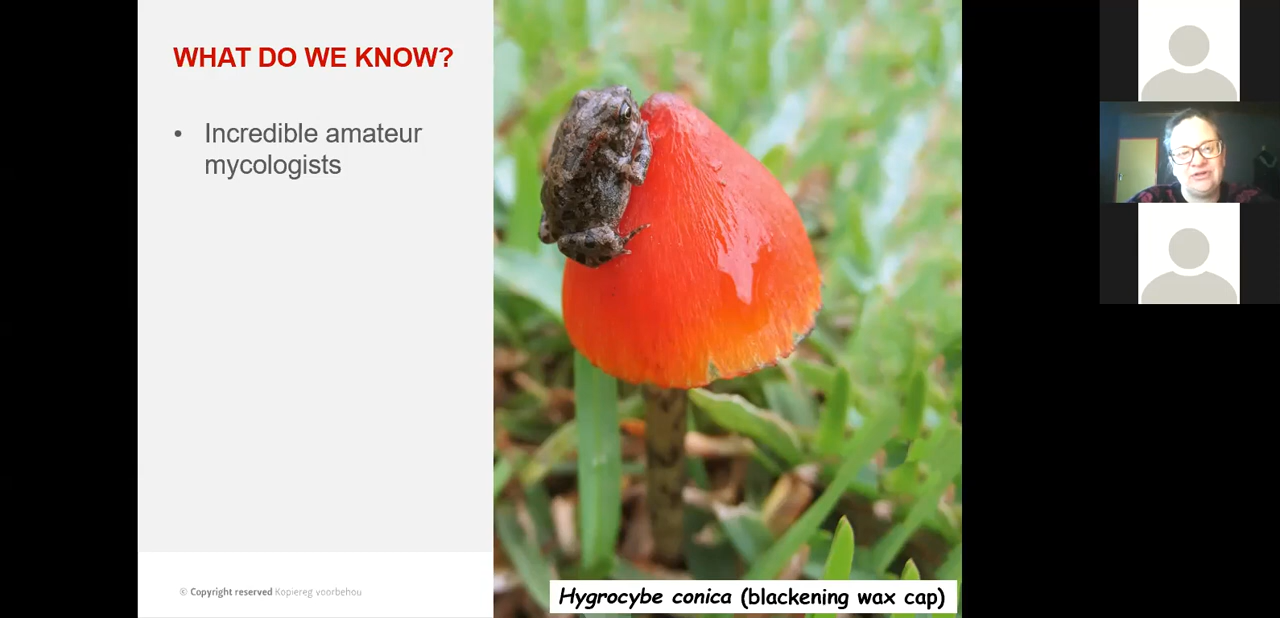 WHAT DO WE KNOW?
• Incredible amateur
mycologists
© Copyright reserved Kopiereg voorbehou
Hygrocybe conica (blackening wax cap)